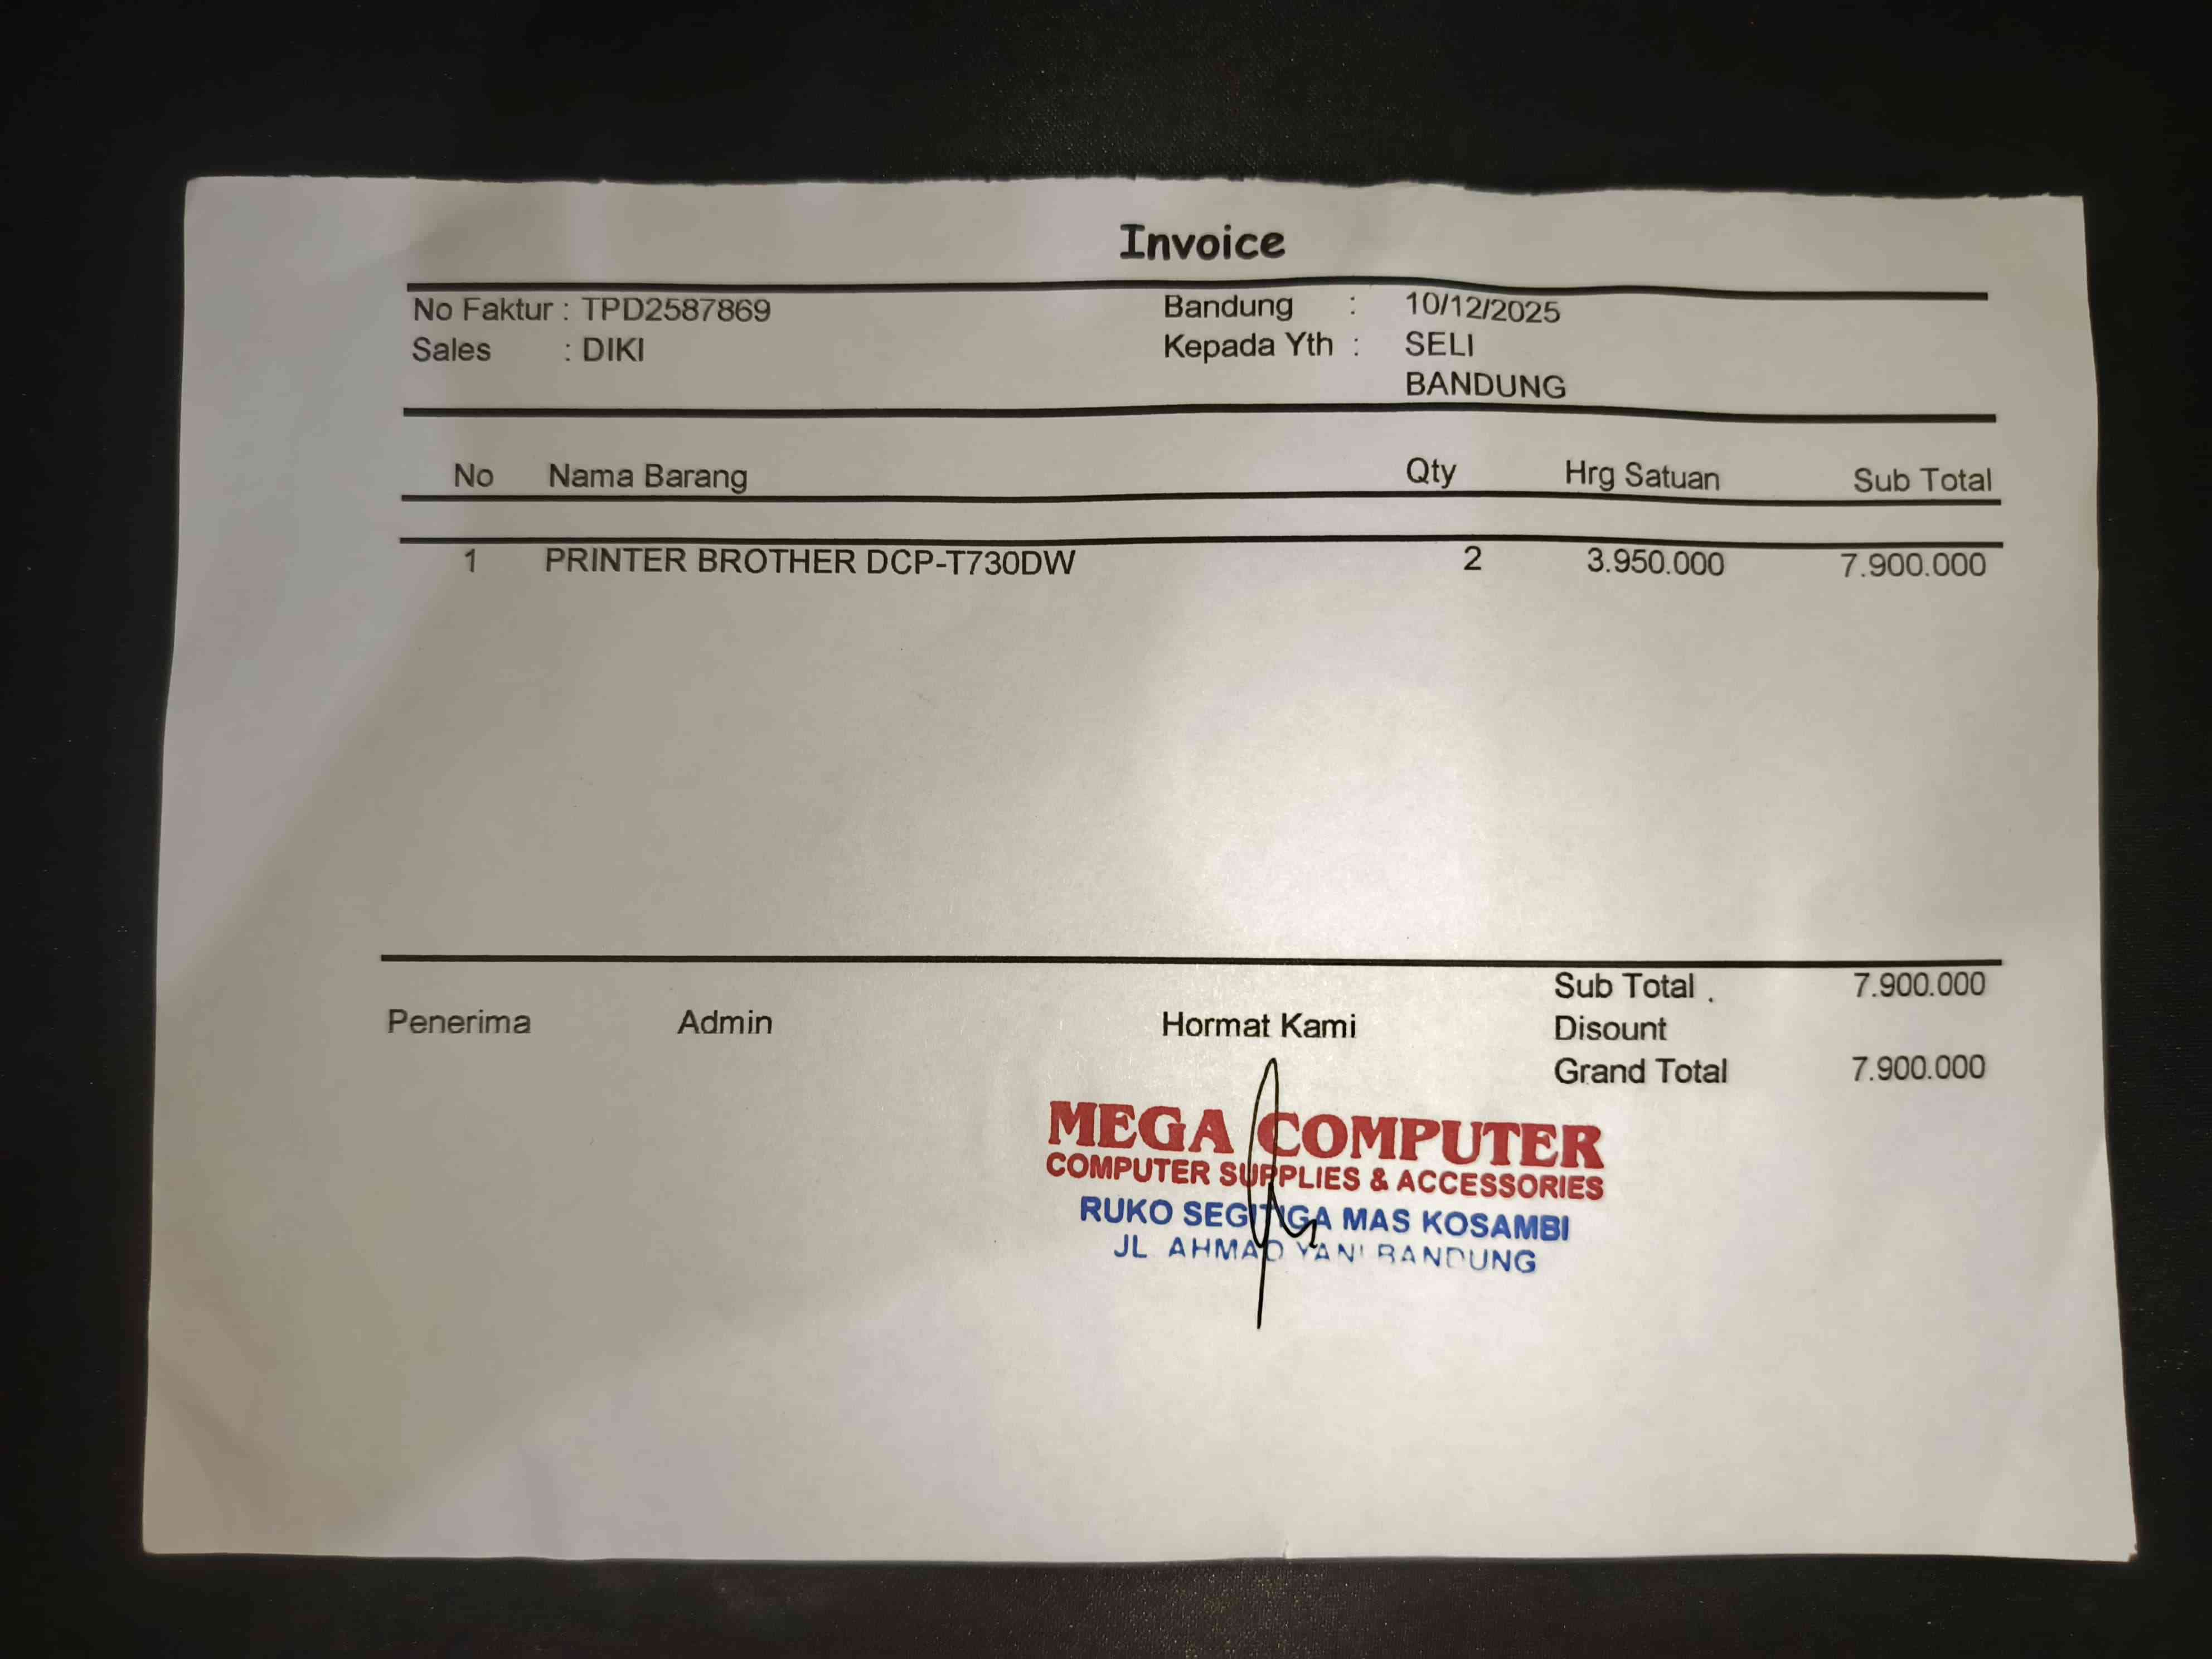 Invoice
No Faktur : TPD2587869 Bandung : 10/12/2025
Sales : DIKI Kepada Yth : SELI
BANDUNG
No Nama Barang Qty Hrg Satuan Sub Total
1 PRINTER BROTHER DCP-T730DW 2 3.950.000 7.900.000
Sub Total . 7.900.000
Penerima Admin Hormat Kami Disount
Grand Total 7.900.000
MEGA COMPUTER
COMPUTER SUPPLIES & ACCESSORIES
RUKO SEGITIGA MAS KOSAMBI
JL AHMAD YANI BANDUNG